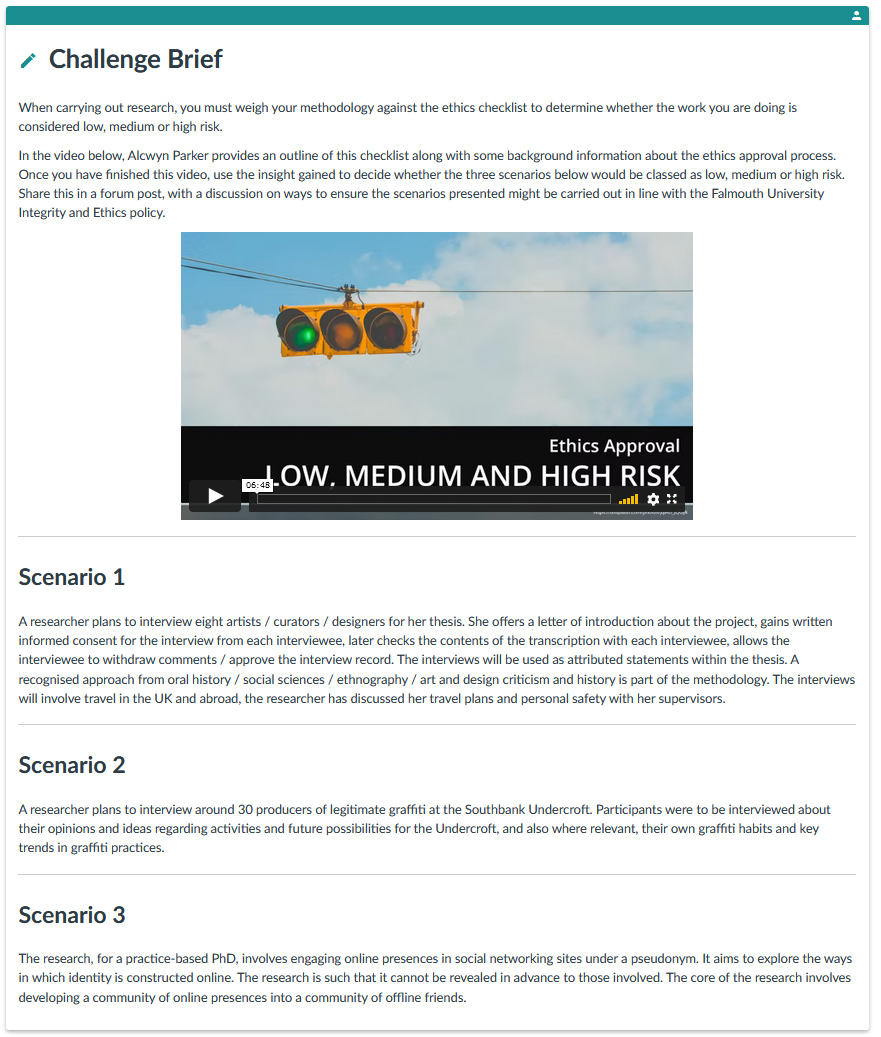 Challenge Brief
When carrying out research, you must weigh your methodology against the ethics checklist to determine whether the work you are doing is
considered low, medium or high risk.
In the video below, Alcwyn Parker provides an outline of this checklist along with some background information about the ethics approval process.
Once you have finished this video, use the insight gained to decide whether the three scenarios below would be classed as low, medium or high risk.
Share this in a forum post, with a discussion on ways to ensure the scenarios presented might be carried out in line with the Falmouth University
Integrity and Ethics policy.
Ethics Approval
LOW, MEDIUM AND HIGH RISK
06:48
Scenario 1
A researcher plans to interview eight artists / curators / designers for her thesis. She offers a letter of introduction about the project, gains written
informed consent for the interview from each interviewee, later checks the contents of the transcription with each interviewee, allows the
interviewee to withdraw comments / approve the interview record. The interviews will be used as attributed statements within the thesis. A
recognised approach from oral history / social sciences / ethnography / art and design criticism and history is part of the methodology. The interviews
will involve travel in the UK and abroad, the researcher has discussed her travel plans and personal safety with her supervisors.
Scenario 2
A researcher plans to interview around 30 producers of legitimate graffiti at the Southbank Undercroft. Participants were to be interviewed about
their opinions and ideas regarding activities and future possibilities for the Undercroft, and also where relevant, their own graffiti habits and key
trends in graffiti practices.
Scenario 3
The research, for a practice-based PhD, involves engaging online presences in social networking sites under a pseudonym. It aims to explore the ways
in which identity is constructed online. The research is such that it cannot be revealed in advance to those involved. The core of the research involves
developing a community of online presences into a community of offline friends.